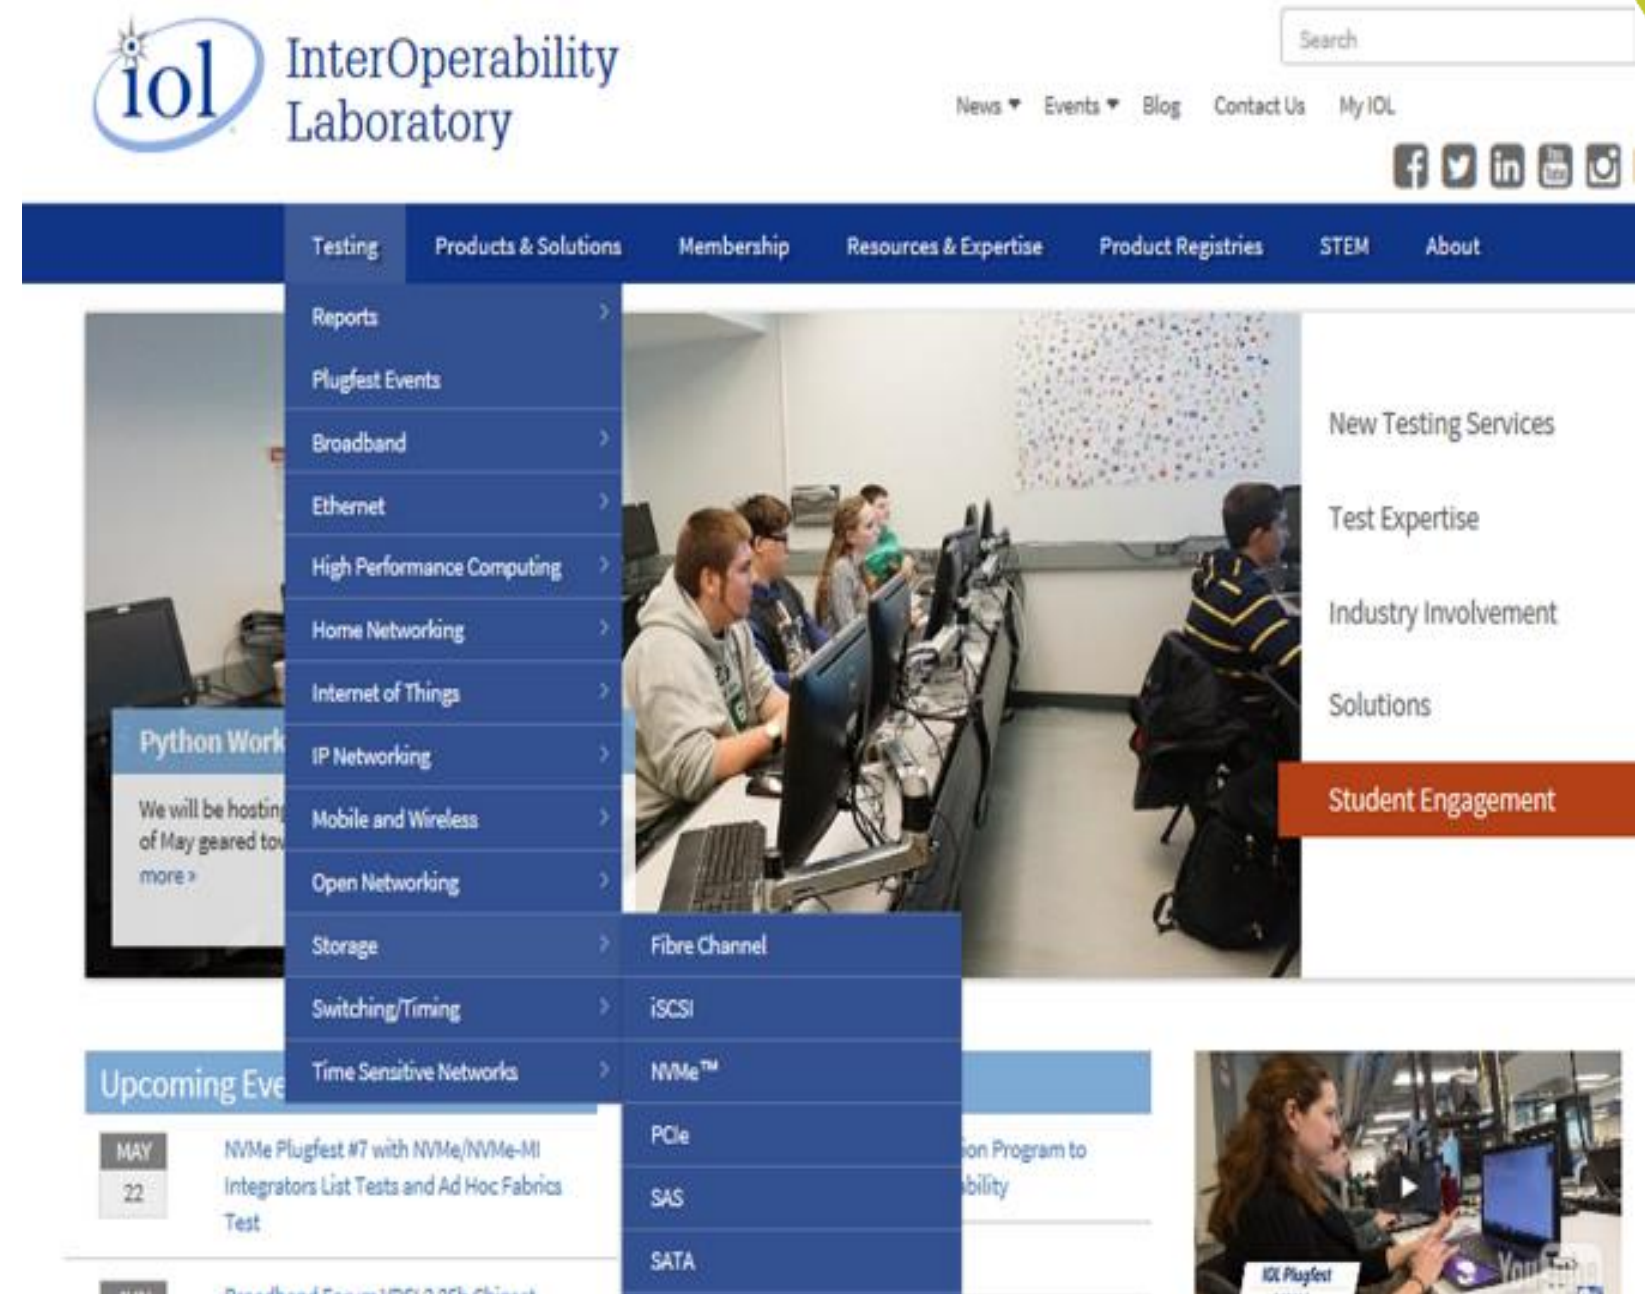 iol
InterOperability
Laboratory
Search
News Events Blog Contact Us My IOL
Testing Products & Solutions Membership Resources & Expertise Product Registries STEM About
Reports
Plugfest Events
Broadband
Ethernet
High Performance Computing
Home Networking
Internet of Things
IP Networking
Mobile and Wireless
Open Networking
Storage
Switching/Timing
Time Sensitive Networks
Fibre Channel
iSCSI
NVMe™
PCIe
SAS
SATA
New Testing Services
Test Expertise
Industry Involvement
Solutions
Student Engagement
Python Work
We will be hosting
of May geared tow
more »
Upcoming Eve
MAY
22
NVMe Plugfest #7 with NVMe/NVMe-MI
Integrators List Tests and Ad Hoc Fabrics
Test
ion Program to
bility
IOL Plugfest
YouTube